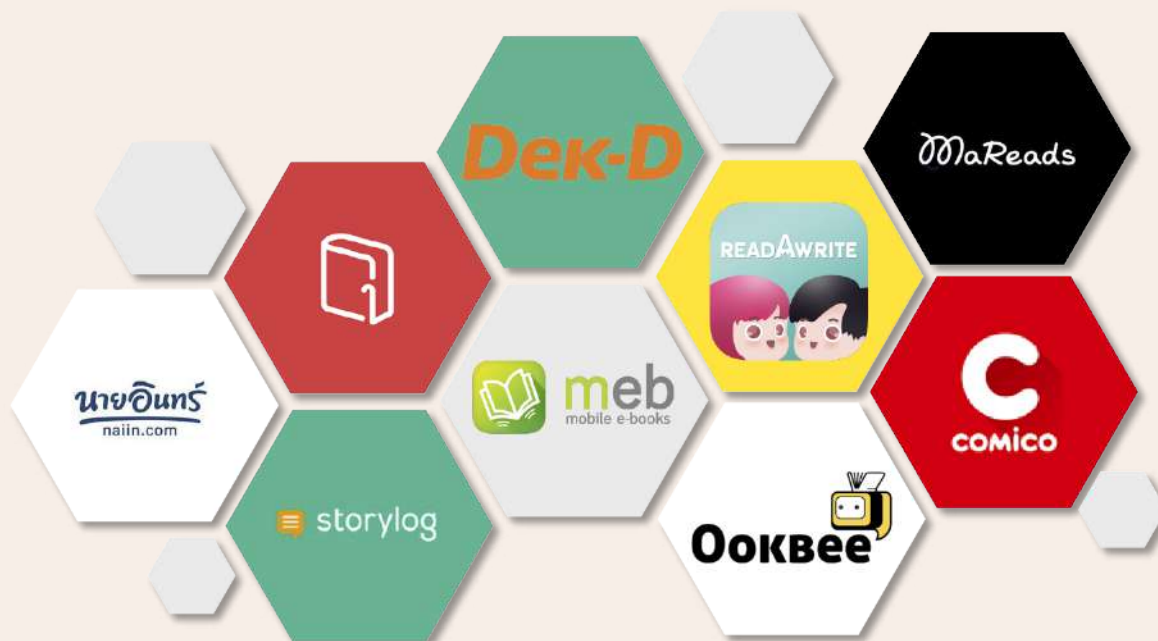 Dek-D
MaReads
READAWRITE
นายอินทร์
naiin.com
meb
mobile e-books
C
comico
storylog
OOKBEE